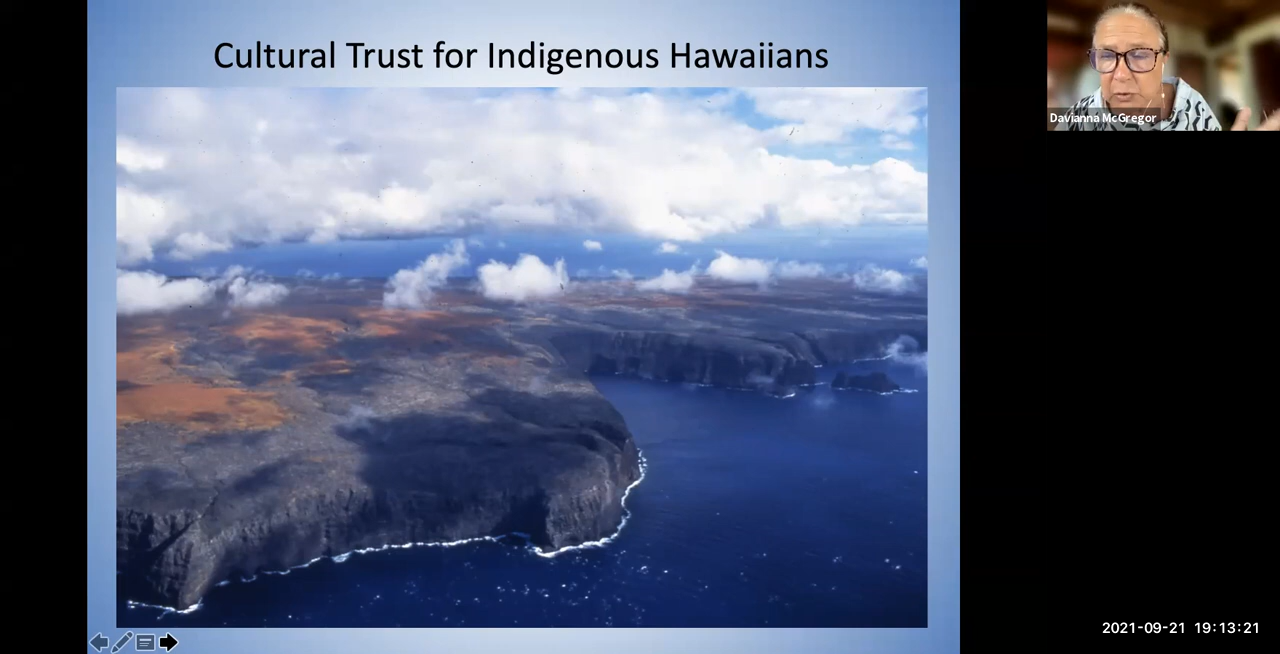 Cultural Trust for Indigenous Hawaiians
Davianna McGregor
2021-09-21 19:13:21